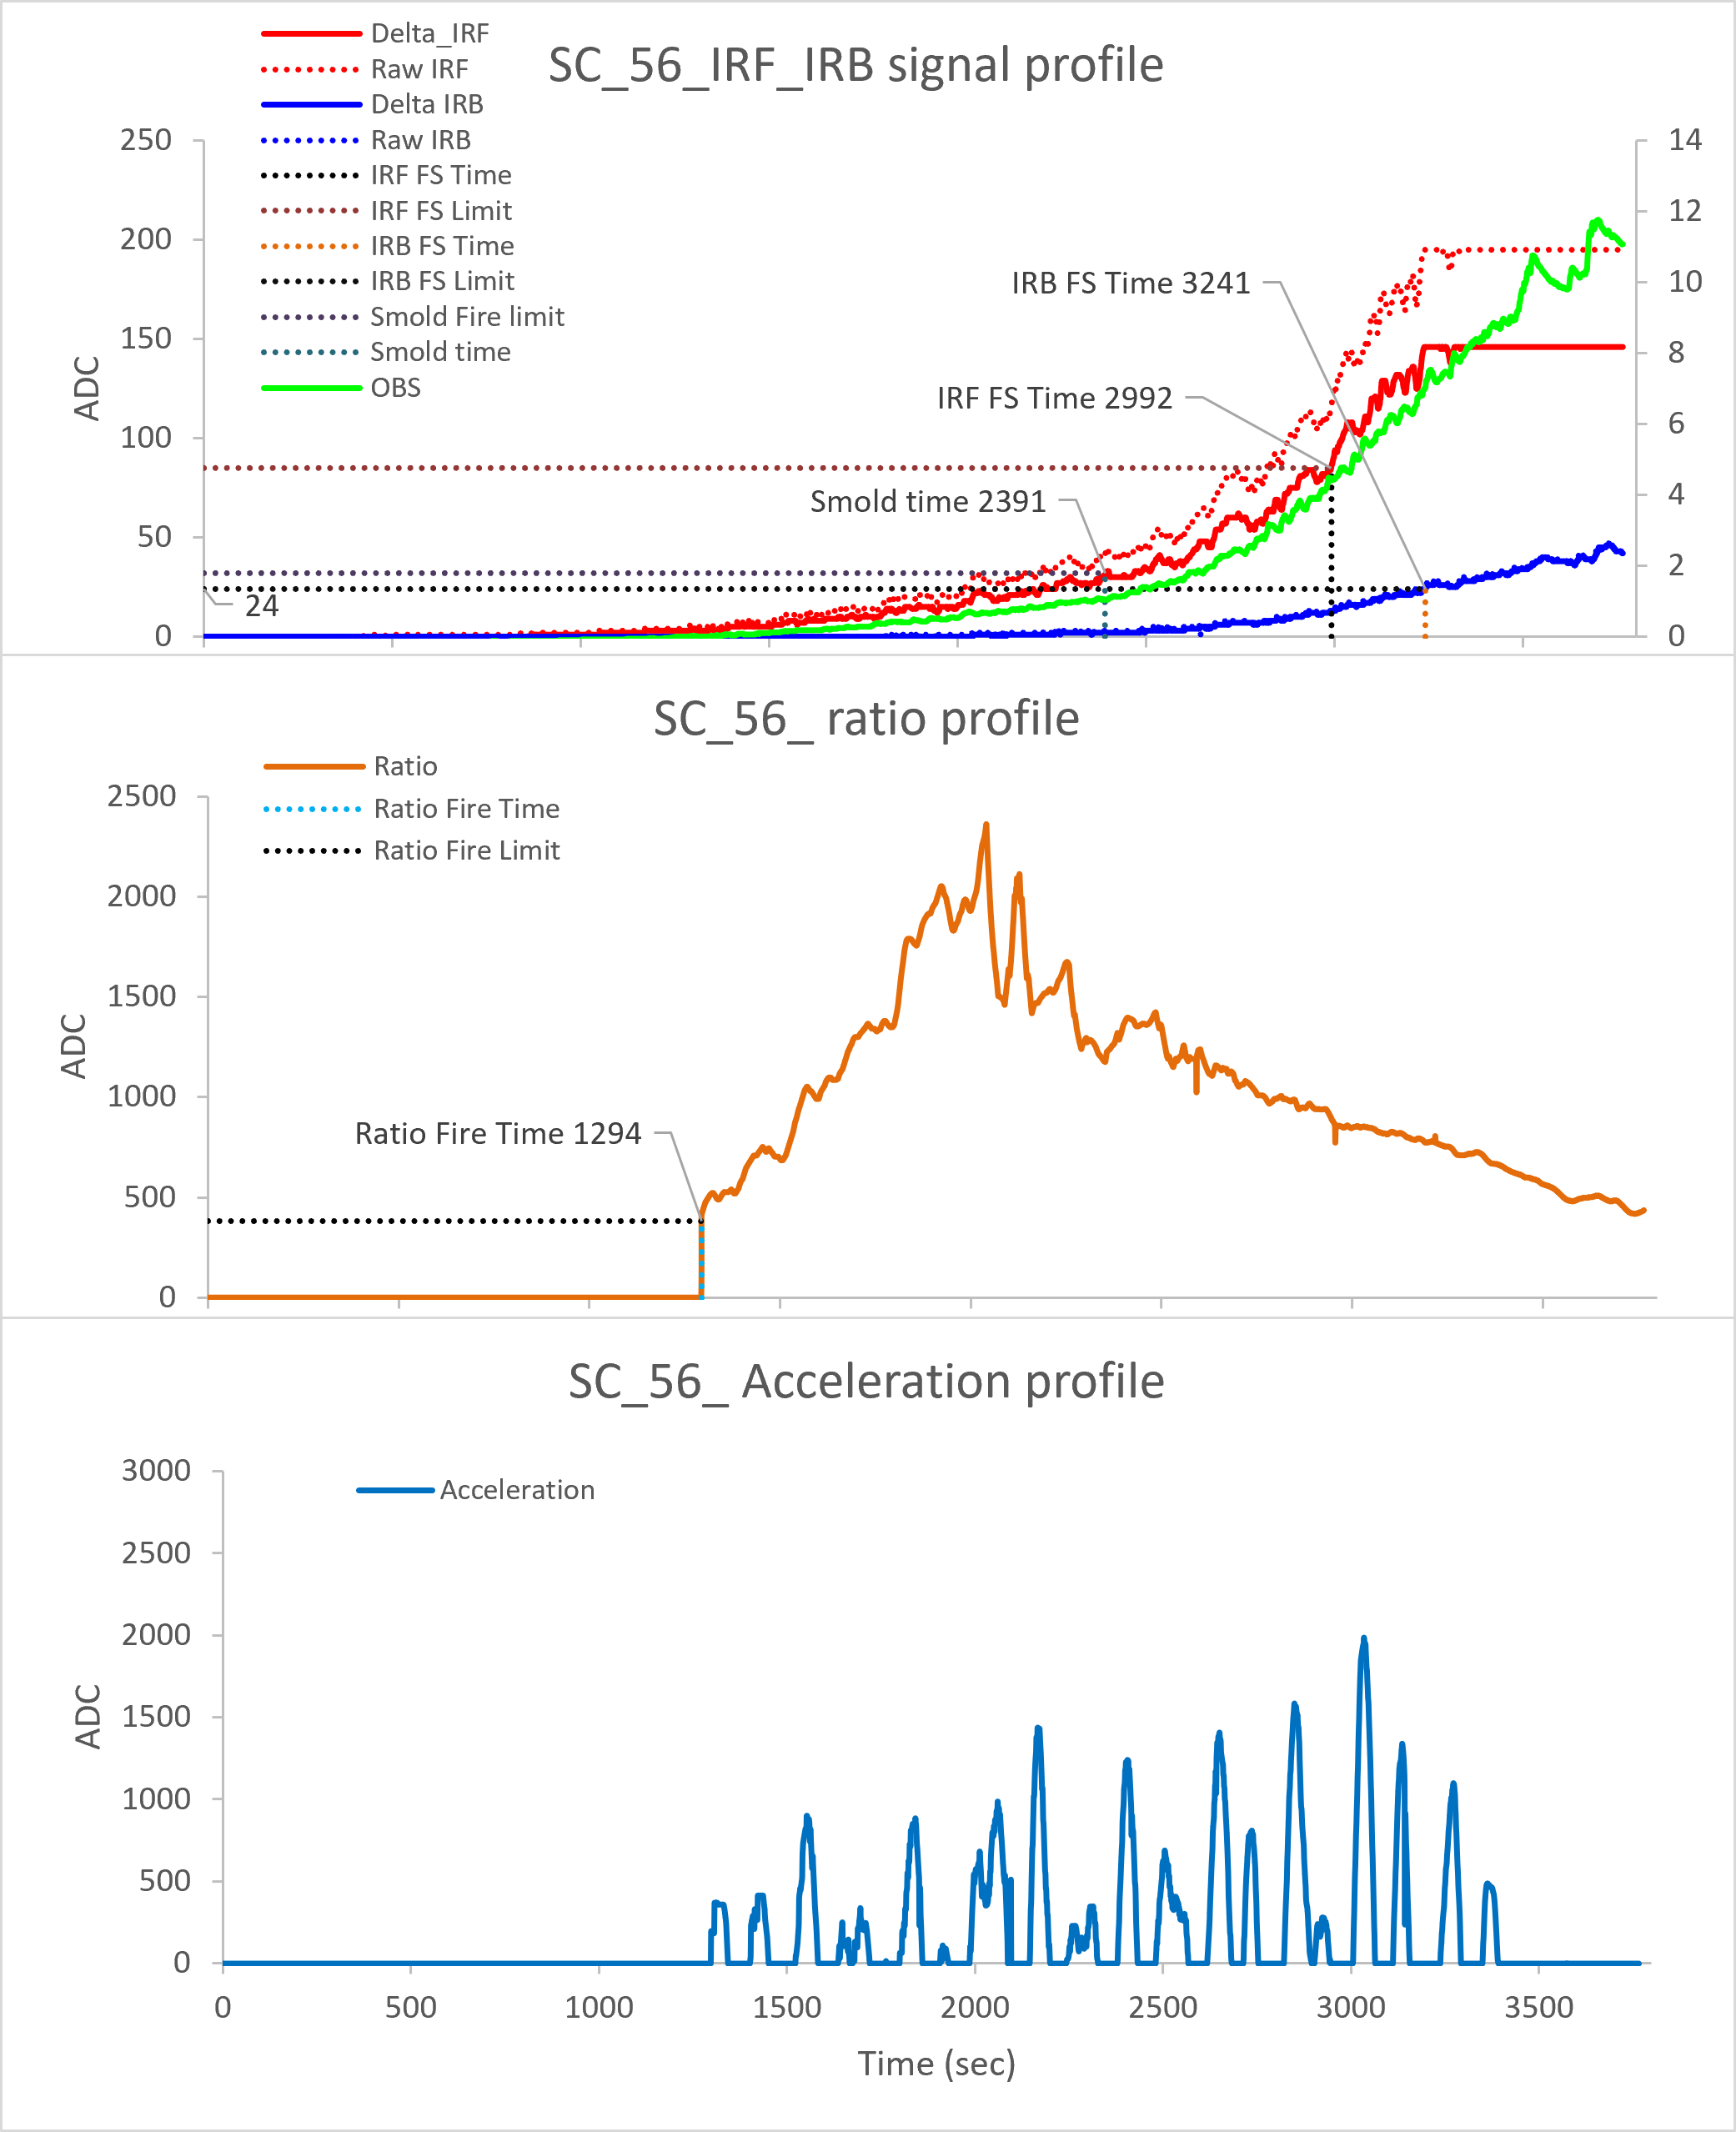 SC_56_IRF_IRB signal profile
Delta_IRF
Raw IRF
Delta IRB
Raw IRB
IRF FS Time
IRF FS Limit
IRB FS Time
IRB FS Limit
Smold Fire limit
Smold time
OBS
250
200
150
100
50
0
ADC
14
12
10
8
6
4
2
0
IRB FS Time 3241
IRF FS Time 2992
Smold time 2391
24
SC_56_ ratio profile
Ratio
Ratio Fire Time
Ratio Fire Limit
2500
2000
1500
1000
500
0
ADC
Ratio Fire Time 1294
SC_56_ Acceleration profile
Acceleration
3000
2500
2000
1500
1000
500
0
ADC
0 500 1000 1500 2000 2500 3000 3500
Time (sec)